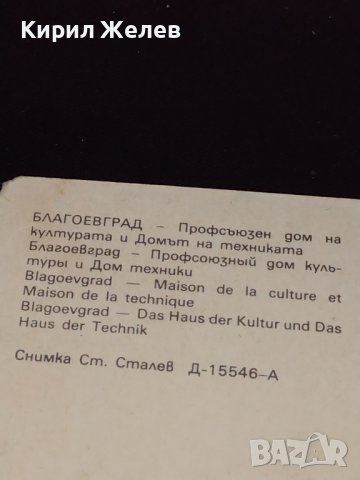 Кирил Желев
БЛАГОЕВГРАД – Профсъюзен дом на
културата и Домът на техниката
Благоевград – Профсоюзный дом куль-
туры и Дом техники
Blagoevgrad — Maison de la culture et
Maison de la technique
Blagoevgrad — Das Haus der Kultur und Das
Haus der Technik
Снимка Ст. Сталев Д-15546-А
bazar